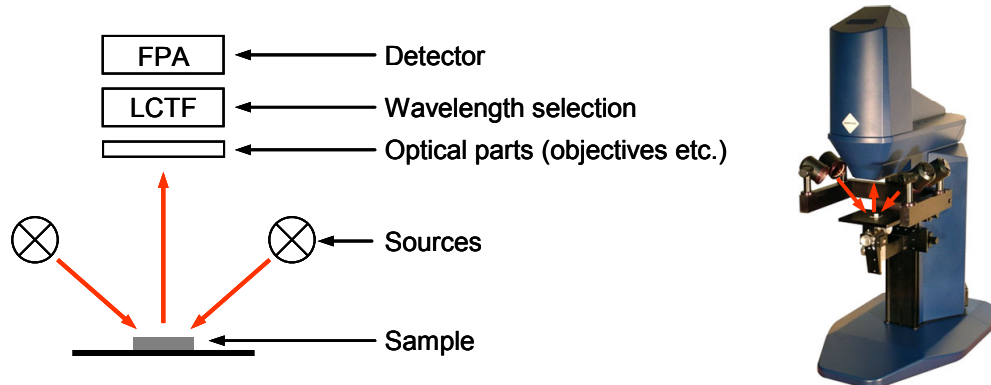 FPA
Detector
LCTF
Wavelength selection
Optical parts (objectives etc.)
Sources
Sample